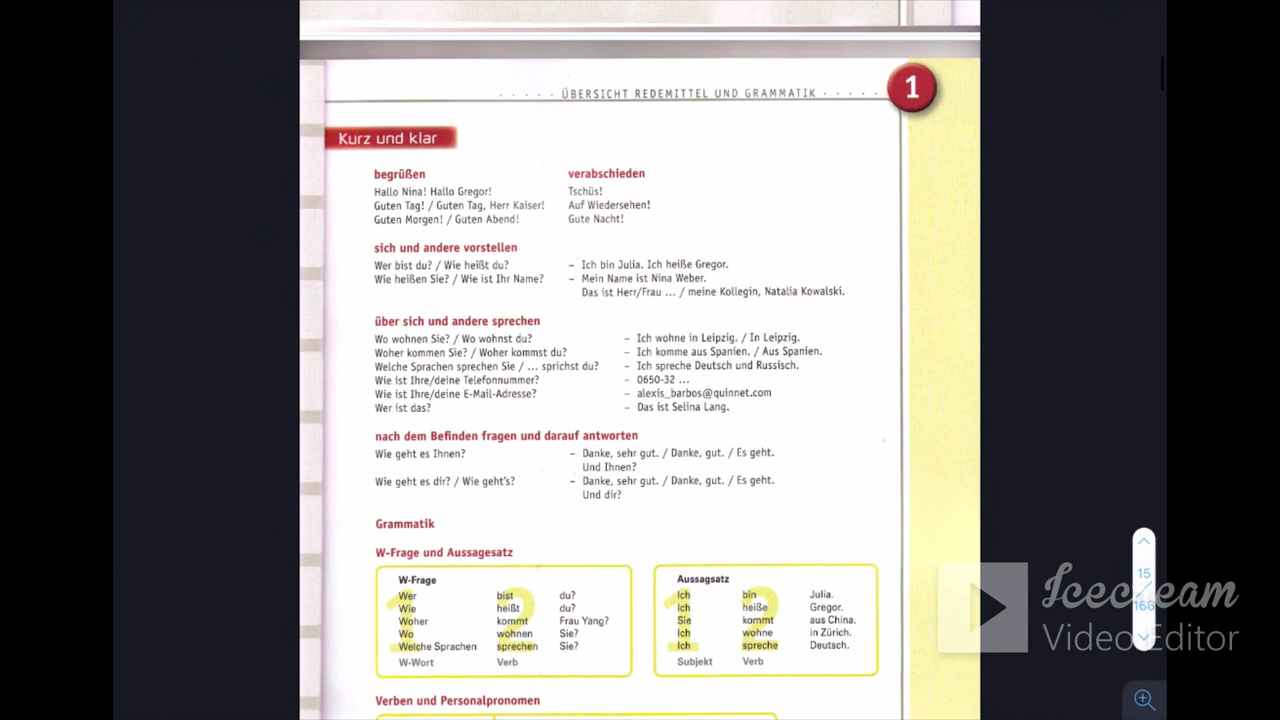 ÜBERSICHT REDEMITTEL UND GRAMMATIK
1
Kurz und klar
begrüßen
Hallo Nina! Hallo Gregor!
Guten Tag! / Guten Tag, Herr Kaiser!
Guten Morgen! / Guten Abend!
verabschieden
Tschüs!
Auf Wiedersehen!
Gute Nacht!
sich und andere vorstellen
Wer bist du? / Wie heißt du? – Ich bin Julia. Ich heiße Gregor.
Wie heißen Sie? / Wie ist Ihr Name? – Mein Name ist Nina Weber.
Das ist Herr/Frau ... / meine Kollegin, Natalia Kowalski.
über sich und andere sprechen
Wo wohnen Sie? / Wo wohnst du? – Ich wohne in Leipzig. / In Leipzig.
Woher kommen Sie? / Woher kommst du? – Ich komme aus Spanien. / Aus Spanien.
Welche Sprachen sprechen Sie / ... sprichst du? – Ich spreche Deutsch und Russisch.
Wie ist Ihre/deine Telefonnummer? – 0650-32 ...
Wie ist Ihre/deine E-Mail-Adresse? – alexis_barbos@quinnet.com
Wer ist das? – Das ist Selina Lang.
nach dem Befinden fragen und darauf antworten
Wie geht es Ihnen? – Danke, sehr gut. / Danke, gut. / Es geht.
Und Ihnen?
Wie geht es dir? / Wie geht's? – Danke, sehr gut. / Danke, gut. / Es geht.
Und dir?
Grammatik
W-Frage und Aussagesatz
W-Frage
1 2
Wer bist du?
Wie heißt du?
Woher kommt Frau Yang?
Wo wohnen Sie?
Welche Sprachen sprechen Sie?
W-Wort Verb
Aussagsatz
1 2
Ich bin Julia.
Ich heiße Gregor.
Sie kommt aus China.
Ich wohne in Zürich.
Ich spreche Deutsch.
Subjekt Verb
Verben und Personalpronomen
15
/
166
Icecream
Video Editor